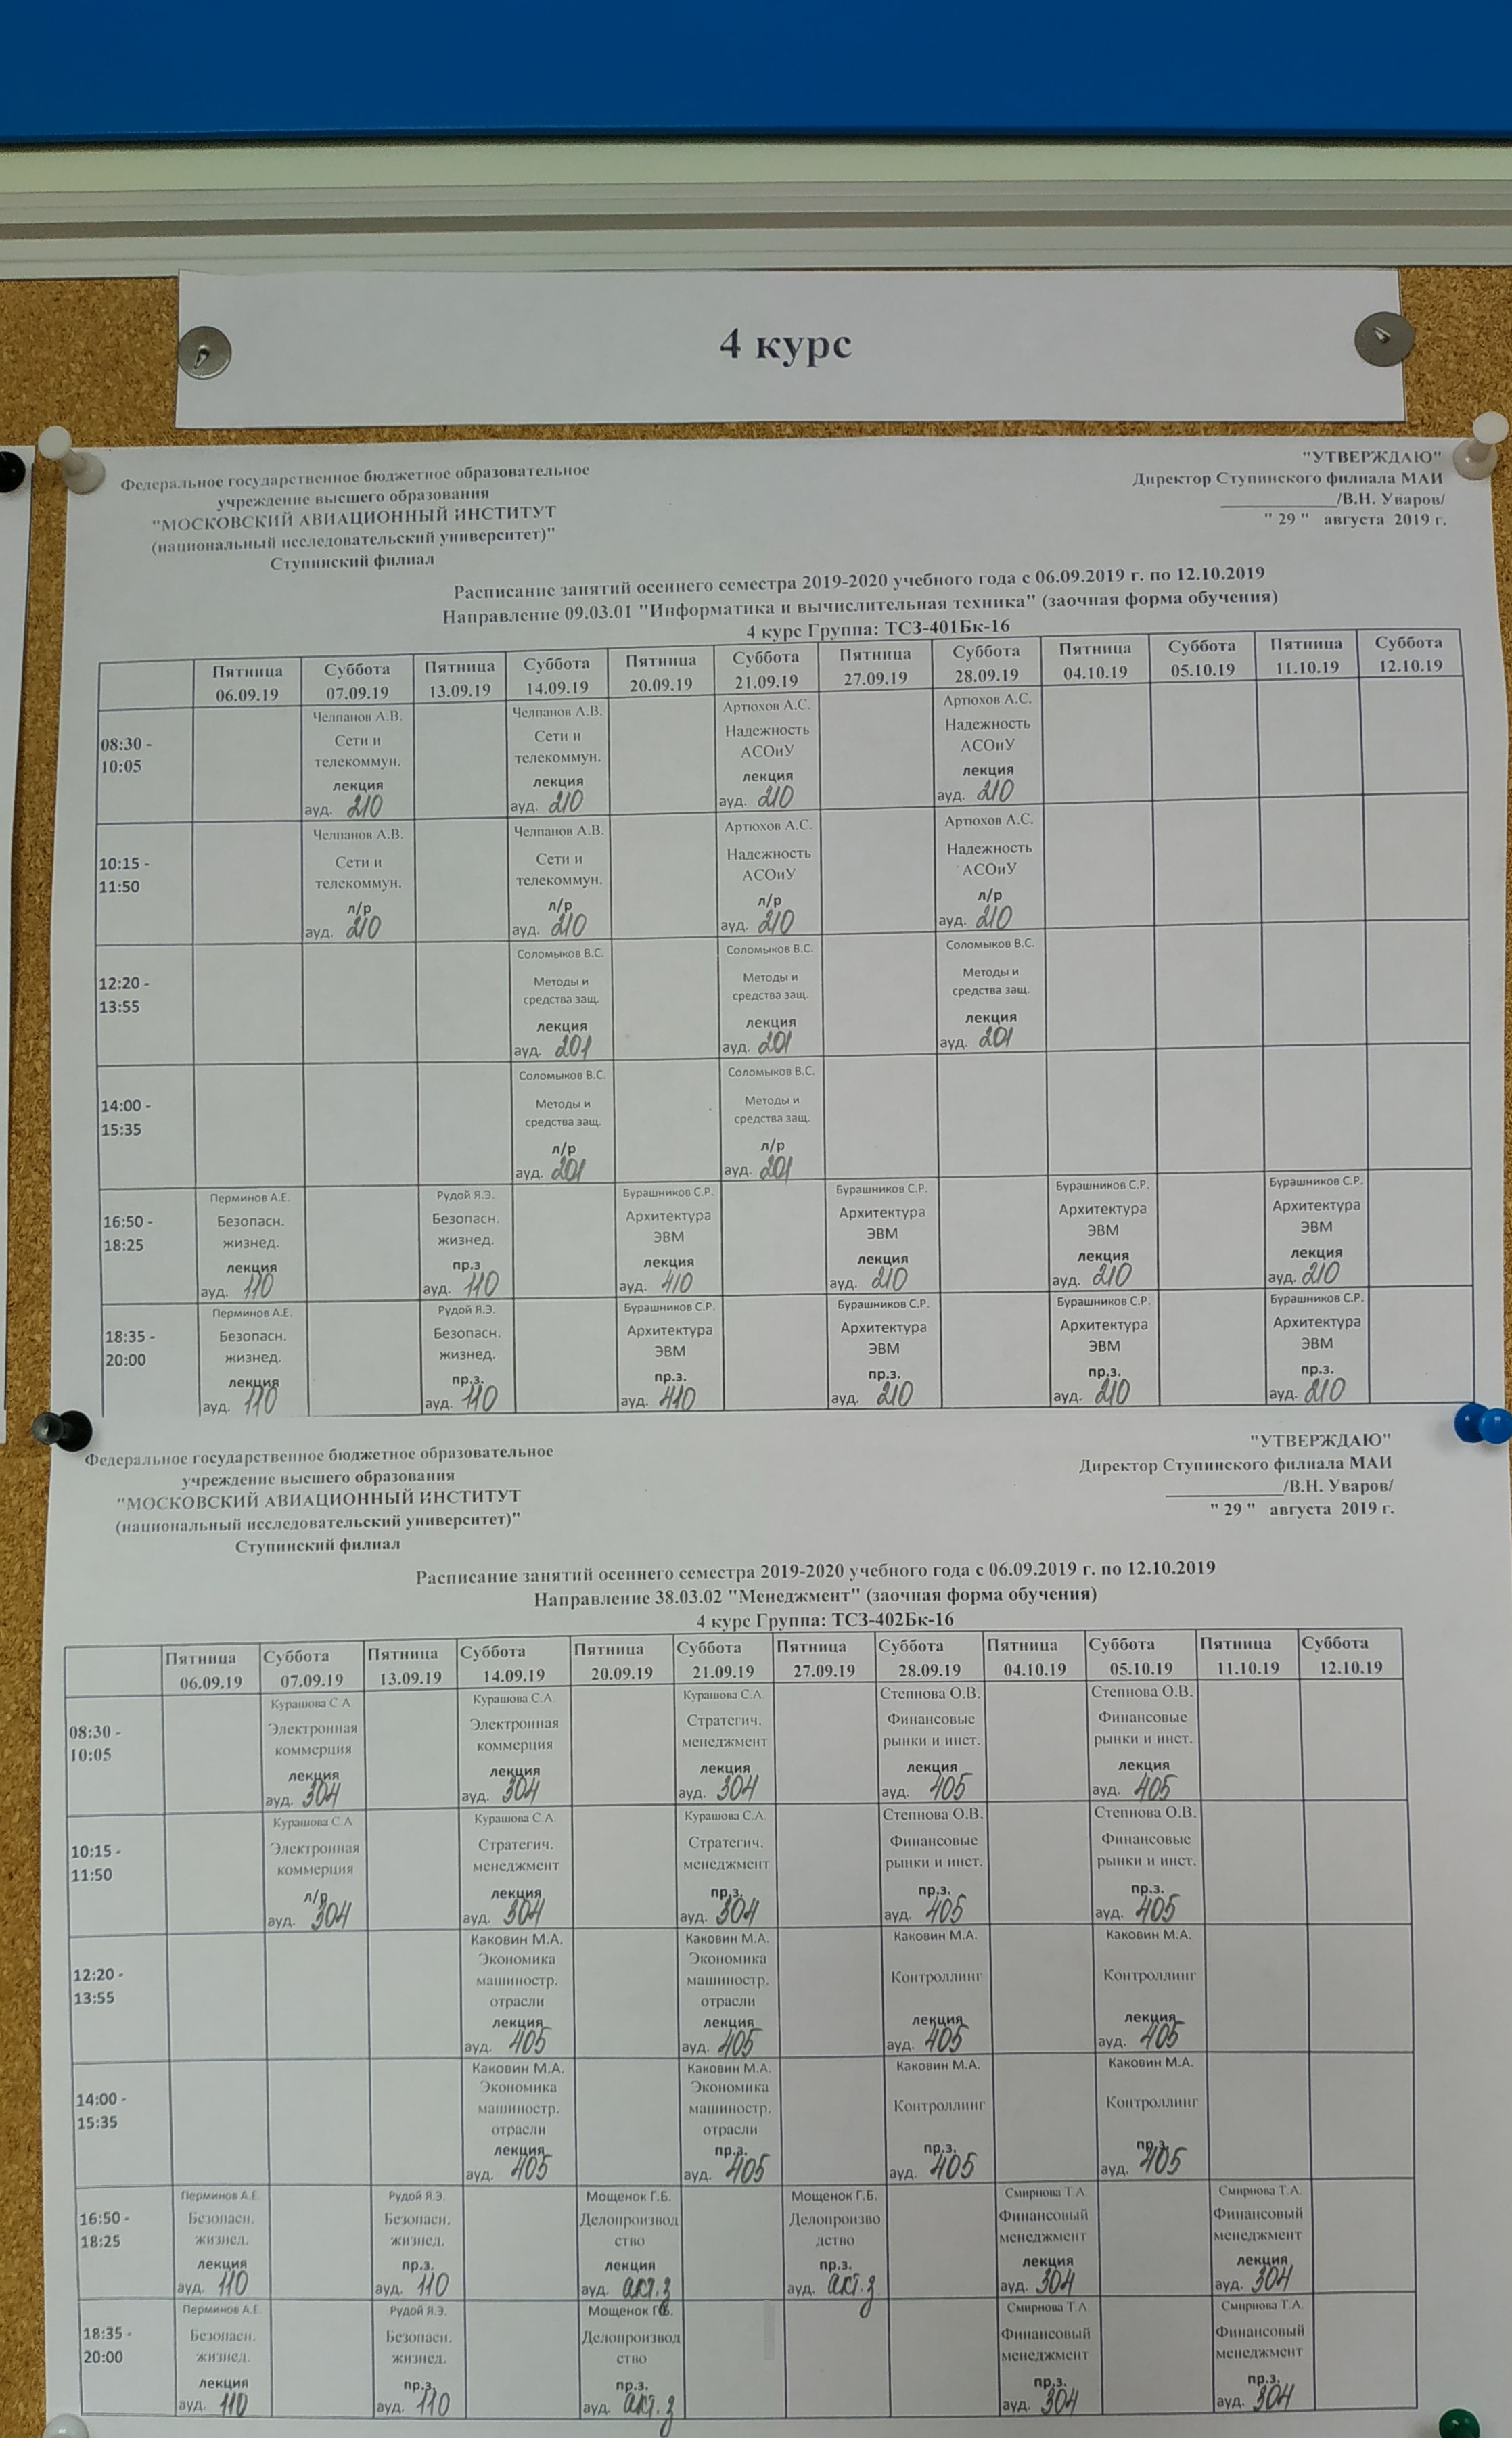 4 курс
Федеральное государственное бюджетное образовательное
учреждение высшего образования
"МОСКОВСКИЙ АВИАЦИОННЫЙ ИНСТИТУТ
(национальный исследовательский университет)"
Ступинский филиал
"УТВЕРЖДАЮ"
Директор Ступинского филиала МАИ
____________/В.Н. Уваров/
" 29 " августа 2019 г.
Расписание занятий осеннего семестра 2019-2020 учебного года с 06.09.2019 г. по 12.10.2019
Направление 09.03.01 "Информатика и вычислительная техника" (заочная форма обучения)
4 курс Группа: ТСЗ-401Бк-16
Пятница Суббота Пятница Суббота Пятница Суббота Пятница Суббота Пятница Суббота Пятница Суббота
06.09.19 07.09.19 13.09.19 14.09.19 20.09.19 21.09.19 27.09.19 28.09.19 04.10.19 05.10.19 11.10.19 12.10.19
Челпанов А.В. Челпанов А.В. Артюхов А.С. Артюхов А.С.
08:30 - Сети и Сети и Надежность Надежность
10:05 телекоммун. телекоммун. АСОиУ АСОиУ
лекция лекция лекция лекция
ауд. 210 ауд. 210 ауд. 210 ауд. 210
Челпанов А.В. Челпанов А.В. Артюхов А.С. Артюхов А.С.
10:15 - Сети и Сети и Надежность Надежность
11:50 телекоммун. телекоммун. АСОиУ АСОиУ
л/р л/р л/р л/р
ауд. 210 ауд. 210 ауд. 210 ауд. 210
Соломыков В.С. Соломыков В.С. Соломыков В.С.
12:20 - Методы и Методы и Методы и
13:55 средства защ. средства защ. средства защ.
лекция лекция лекция
ауд. 201 ауд. 201 ауд. 201
Соломыков В.С. Соломыков В.С.
14:00 - Методы и Методы и
15:35 средства защ. средства защ.
л/р л/р
ауд. 201 ауд. 201
Перминов А.Е. Рудой Я.Э. Бурашников С.Р. Бурашников С.Р. Бурашников С.Р. Бурашников С.Р.
16:50 - Безопасн. Безопасн. Архитектура Архитектура Архитектура Архитектура
18:25 жизнед. жизнед. ЭВМ ЭВМ ЭВМ ЭВМ
лекция пр.з лекция лекция лекция лекция
ауд. 110 ауд. 110 ауд. 410 ауд. 210 ауд. 210 ауд. 210
Перминов А.Е. Рудой Я.Э. Бурашников С.Р. Бурашников С.Р. Бурашников С.Р. Бурашников С.Р.
18:35 - Безопасн. Безопасн. Архитектура Архитектура Архитектура Архитектура
20:00 жизнед. жизнед. ЭВМ ЭВМ ЭВМ ЭВМ
лекция пр.з. пр.з. пр.з. пр.з. пр.з.
ауд. 110 ауд. 110 ауд. 410 ауд. 210 ауд. 210 ауд. 210
Федеральное государственное бюджетное образовательное
учреждение высшего образования
"МОСКОВСКИЙ АВИАЦИОННЫЙ ИНСТИТУТ
(национальный исследовательский университет)"
Ступинский филиал
"УТВЕРЖДАЮ"
Директор Ступинского филиала МАИ
____________/В.Н. Уваров/
" 29 " августа 2019 г.
Расписание занятий осеннего семестра 2019-2020 учебного года с 06.09.2019 г. по 12.10.2019
Направление 38.03.02 "Менеджмент" (заочная форма обучения)
4 курс Группа: ТСЗ-402Бк-16
Пятница Суббота Пятница Суббота Пятница Суббота Пятница Суббота Пятница Суббота Пятница Суббота
06.09.19 07.09.19 13.09.19 14.09.19 20.09.19 21.09.19 27.09.19 28.09.19 04.10.19 05.10.19 11.10.19 12.10.19
Курашова С.А Курашова С.А. Курашова С.А Степнова О.В. Степнова О.В.
08:30 - Электронная Электронная Стратегич. Финансовые Финансовые
10:05 коммерция коммерция менеджмент рынки и инст. рынки и инст.
лекция лекция лекция лекция лекция
ауд. 304 ауд. 304 ауд. 304 ауд. 405 ауд. 405
Курашова С.А Курашова С.А. Курашова С.А Степнова О.В. Степнова О.В.
10:15 - Электронная Стратегич. Стратегич. Финансовые Финансовые
11:50 коммерция менеджмент менеджмент рынки и инст. рынки и инст.
л/р лекция пр.з. пр.з. пр.з.
ауд. 304 ауд. 304 ауд. 304 ауд. 405 ауд. 405
Каковин М.А. Каковин М.А. Каковин М.А. Каковин М.А.
Экономика Экономика
12:20 - машиностр. машиностр. Контроллинг Контроллинг
13:55 отрасли отрасли
лекция лекция лекция лекция
ауд. 405 ауд. 405 ауд. 405 ауд. 405
Каковин М.А. Каковин М.А. Каковин М.А. Каковин М.А.
Экономика Экономика
14:00 - машиностр. машиностр. Контроллинг Контроллинг
15:35 отрасли отрасли
лекция пр.з. пр.з. пр.з.
ауд. 405 ауд. 405 ауд. 405 ауд. 405
Перминов А.Е. Рудой Я.Э. Мощенок Г.Б. Мощенок Г.Б. Смирнова Т.А. Смирнова Т.А.
16:50 - Безопасн. Безопасн. Делопроизвод Делопроизво Финансовый Финансовый
18:25 жизнед. жизнед. ство дство менеджмент менеджмент
лекция пр.з. лекция пр.з. лекция лекция
ауд. 110 ауд. 110 ауд. акт.з ауд. акт.з ауд. 304 ауд. 304
Перминов А.Е. Рудой Я.Э. Мощенок Г.Б. Смирнова Т.А Смирнова Т.А.
18:35 - Безопасн. Безопасн. Делопроизвод Финансовый Финансовый
20:00 жизнед. жизнед. ство менеджмент менеджмент
лекция пр.з. пр.з. пр.з. пр.з.
ауд. 110 ауд. 110 ауд. акт.з ауд. 304 ауд. 304